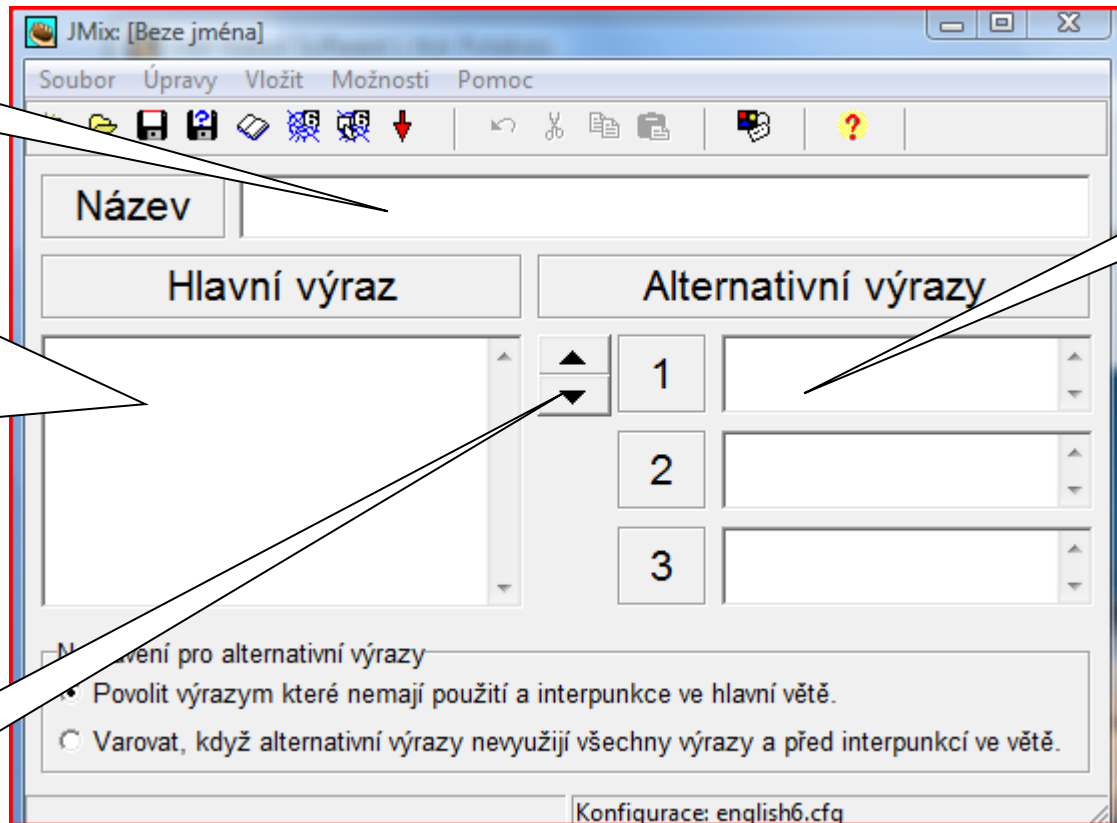 JMix: [Beze jména]
Soubor Úpravy Vložit Možnosti Pomoc
Název
Hlavní výraz Alternativní výrazy
1
2
3
pro alternativní výrazy
Povolit výrazym které nemají použití a interpunkce ve hlavní větě.
Varovat, když alternativní výrazy nevyužijí všechny výrazy a před interpunkcí ve větě.
Konfigurace: english6.cfg